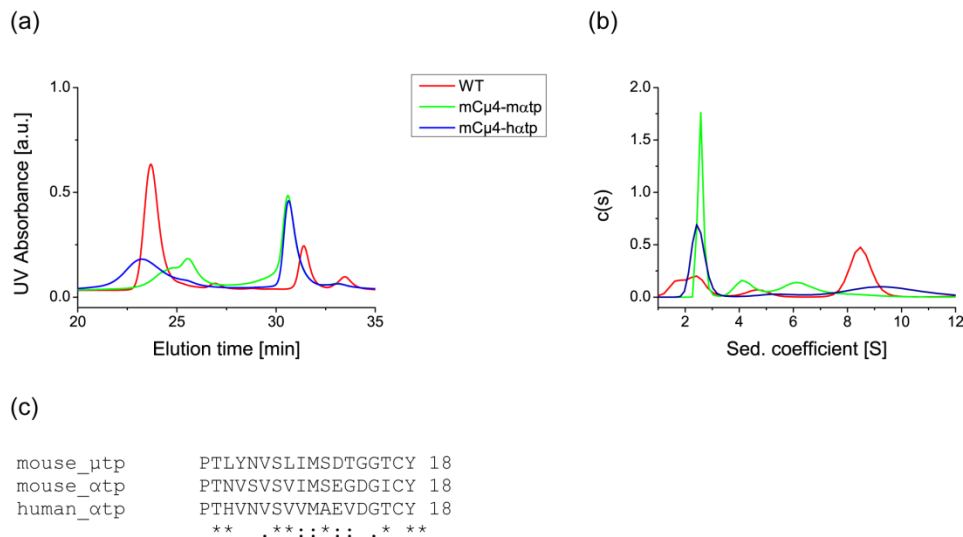 (a)
1.0
0.5
0.0
UV Absorbance [a.u.]
20 25 30 35
Elution time [min]
WT
mCμ4-mαtp
mCμ4-hαtp
(b)
2.0
1.5
1.0
0.5
0.0
c(s)
2 4 6 8 10 12
Sed. coefficient [S]
(c)
mouse_μtp PTLYNVSLIMSDTGGTCY 18
mouse_αtp PTNVSVSVIMSEGDGICY 18
human_αtp PTHVNVSVVMAEVDGTCY 18
** .**::*:: .* **